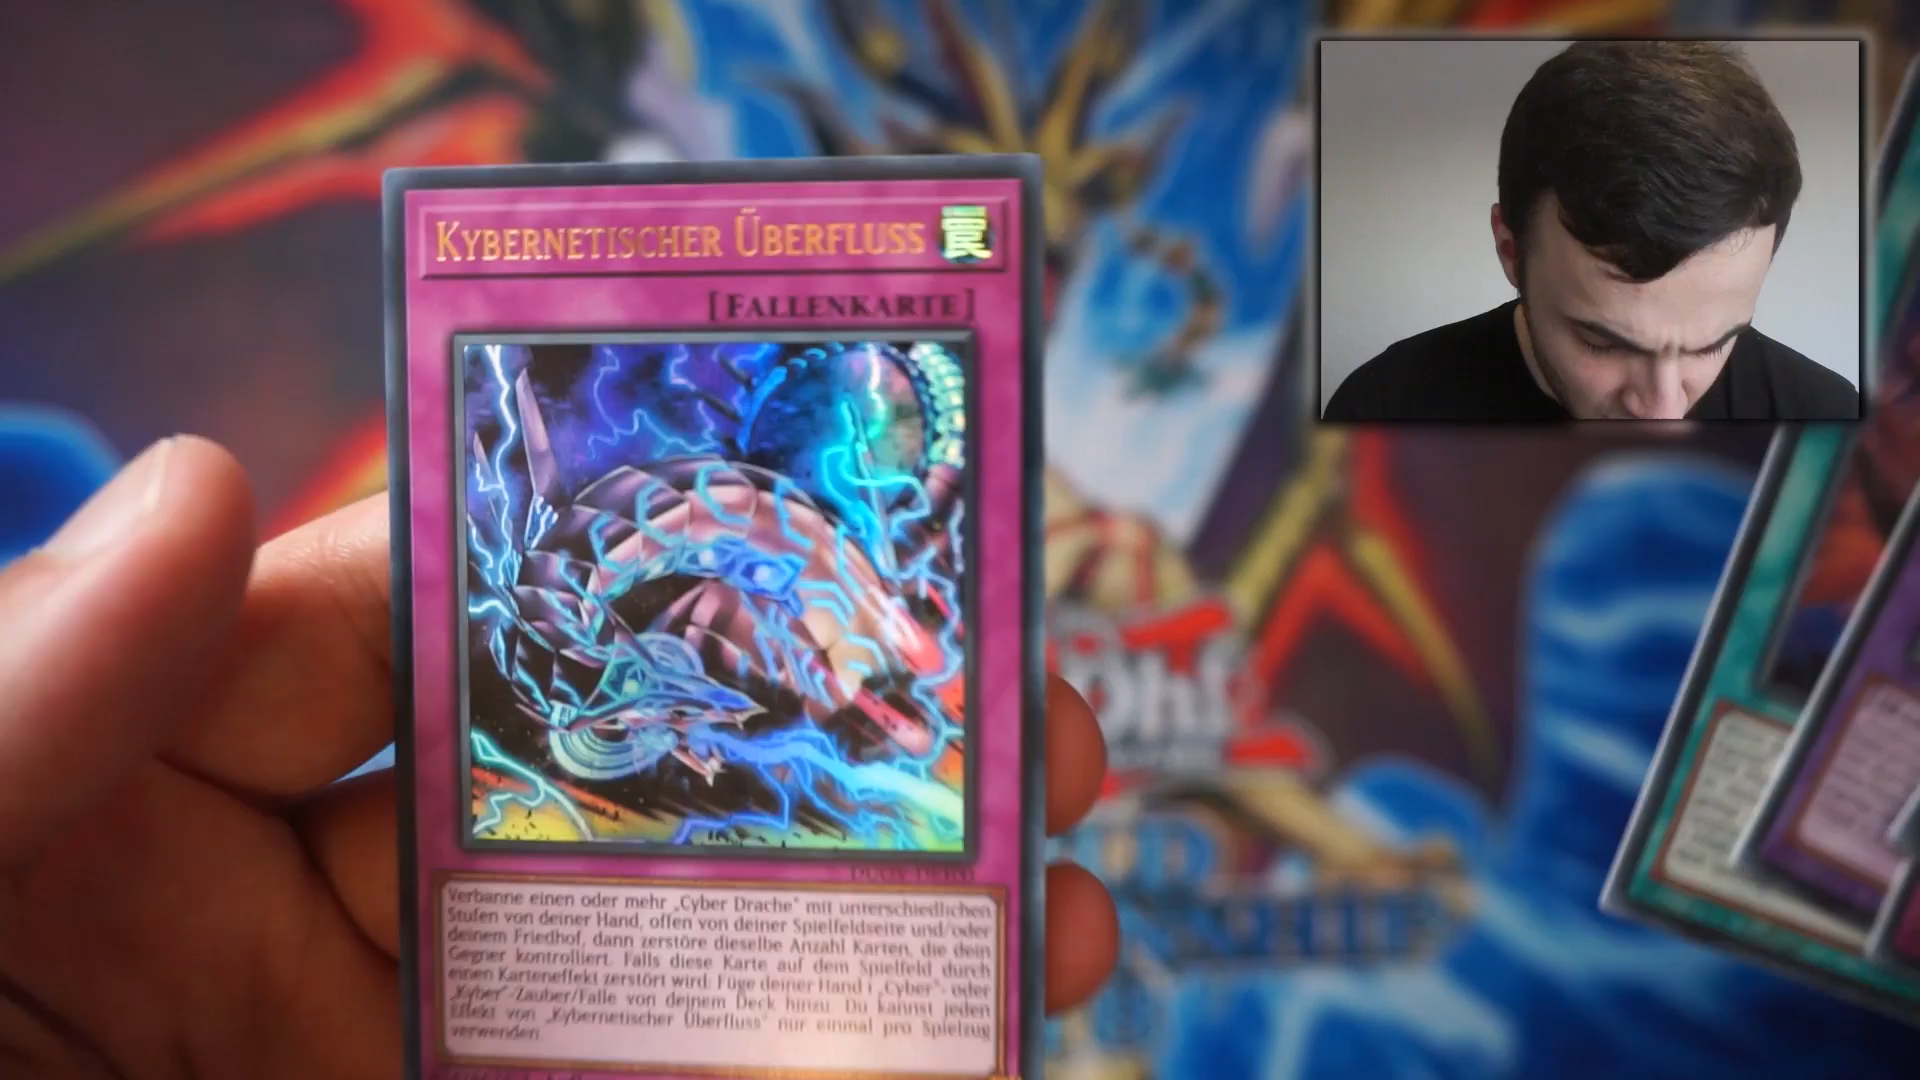 KYBERNETISCHER ÜBERFLUSS 罠
[FALLENKARTE]
Verbanne einen oder mehr „Cyber Drache" mit unterschiedlichen
Stufen von deiner Hand, offen von deiner Spielfeldseite und/oder
deinem Friedhof, dann zerstöre dieselbe Anzahl Karten, die dein
Gegner kontrolliert. Falls diese Karte auf dem Spielfeld durch
einen Karteneffekt zerstört wird: Füge deiner Hand 1 „Cyber"- oder
„Kyber"-Zauber/Falle von deinem Deck hinzu. Du kannst jeden
Effekt von „Kybernetischer Überfluss" nur einmal pro Spielzug
verwenden.
Oh!